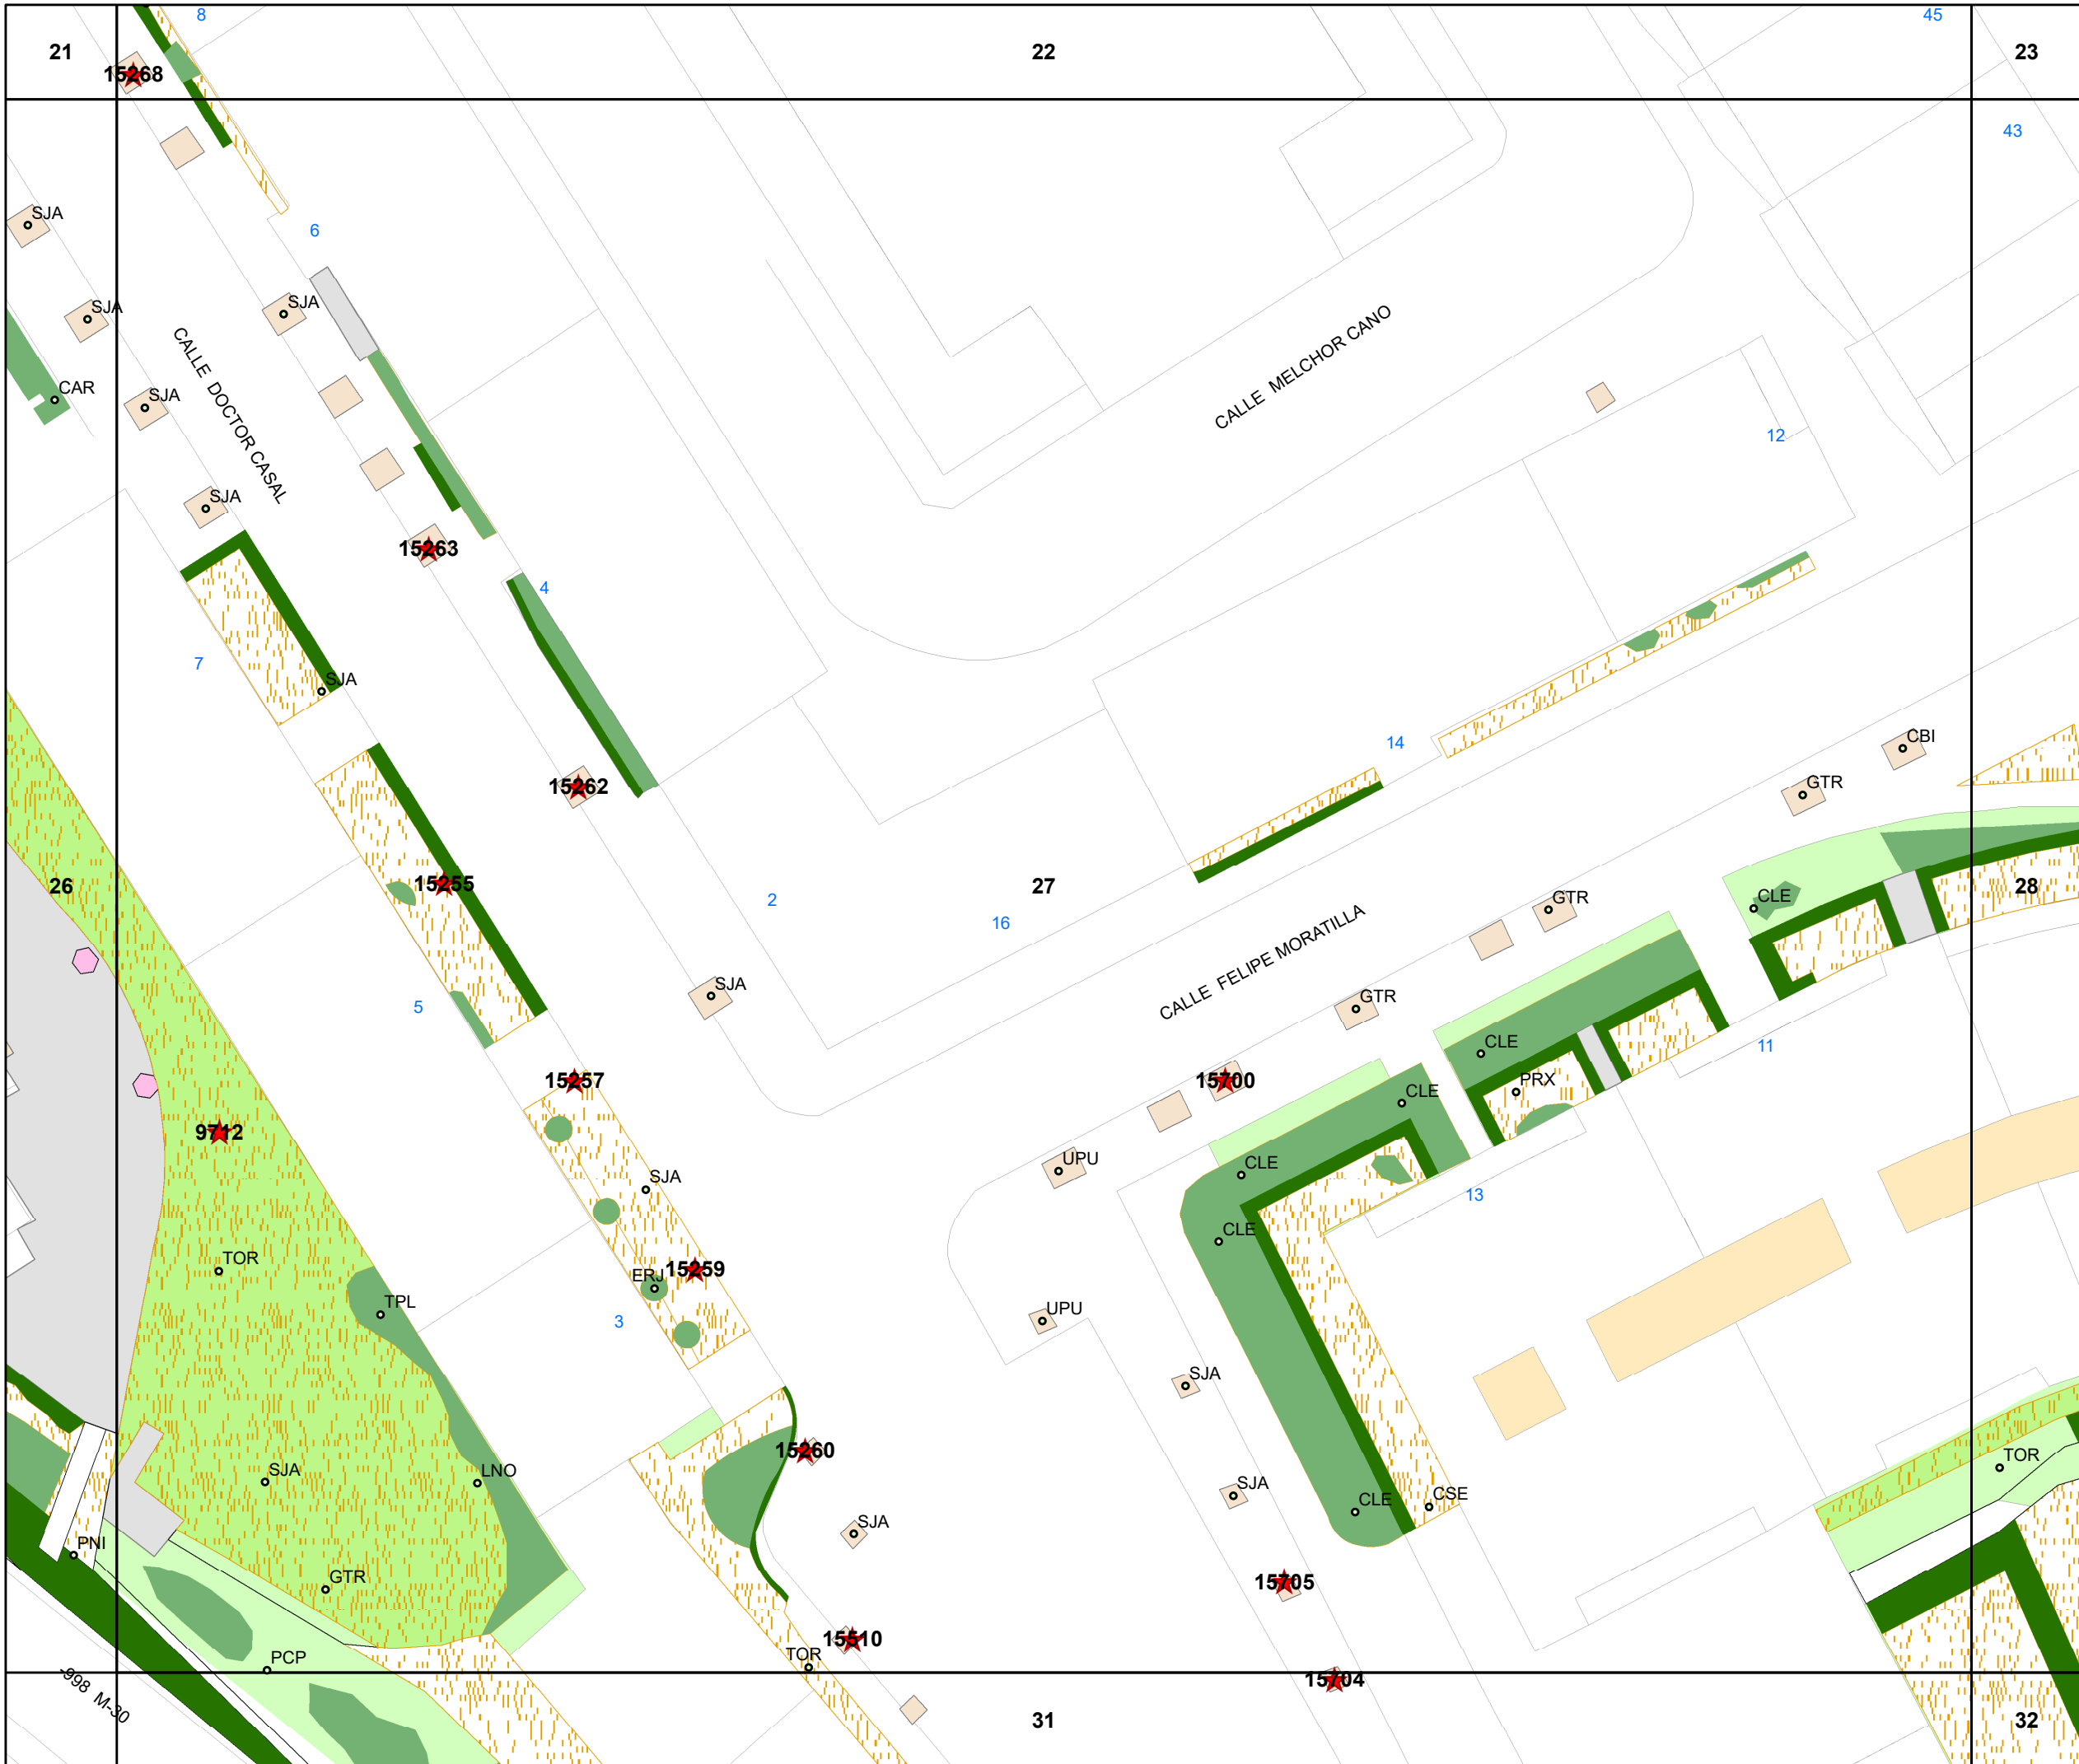 8
45
21
22
23
15268
43
SJA
6
SJA
SJA
CALLE DOCTOR CASAL
CALLE MELCHOR CANO
CAR
SJA
12
SJA
15263
4
7
SJA
14
CBI
15262
GTR
15255
26
27
28
2
16
GTR
CLE
CALLE FELIPE MORATILLA
SJA
5
GTR
CLE
11
15257
15700
PRX
CLE
9712
UPU
CLE
SJA
13
CLE
TOR
15259
ERJ
TPL
UPU
3
SJA
15260
TOR
SJA
LNO
SJA
CLE
CSE
SJA
PNI
GTR
15705
15510
TOR
PCP
15704
-998 M-30
31
32